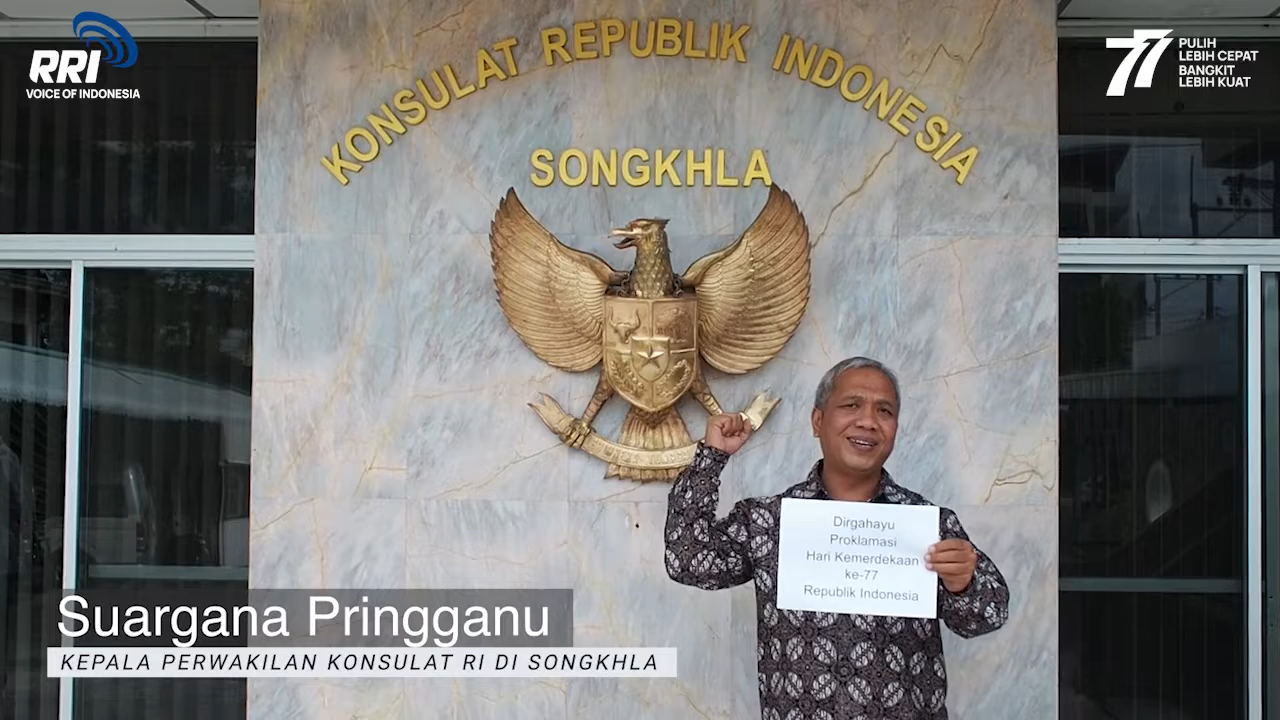 RRI
VOICE OF INDONESIA
77 PULIH
LEBIH CEPAT
BANGKIT
LEBIH KUAT
KONSULAT REPUBLIK INDONESIA
SONGKHLA
Dirgahayu
Proklamasi
Hari Kemerdekaan
ke-77
Republik Indonesia
Suargana Pringganu
KEPALA PERWAKILAN KONSULAT RI DI SONGKHLA